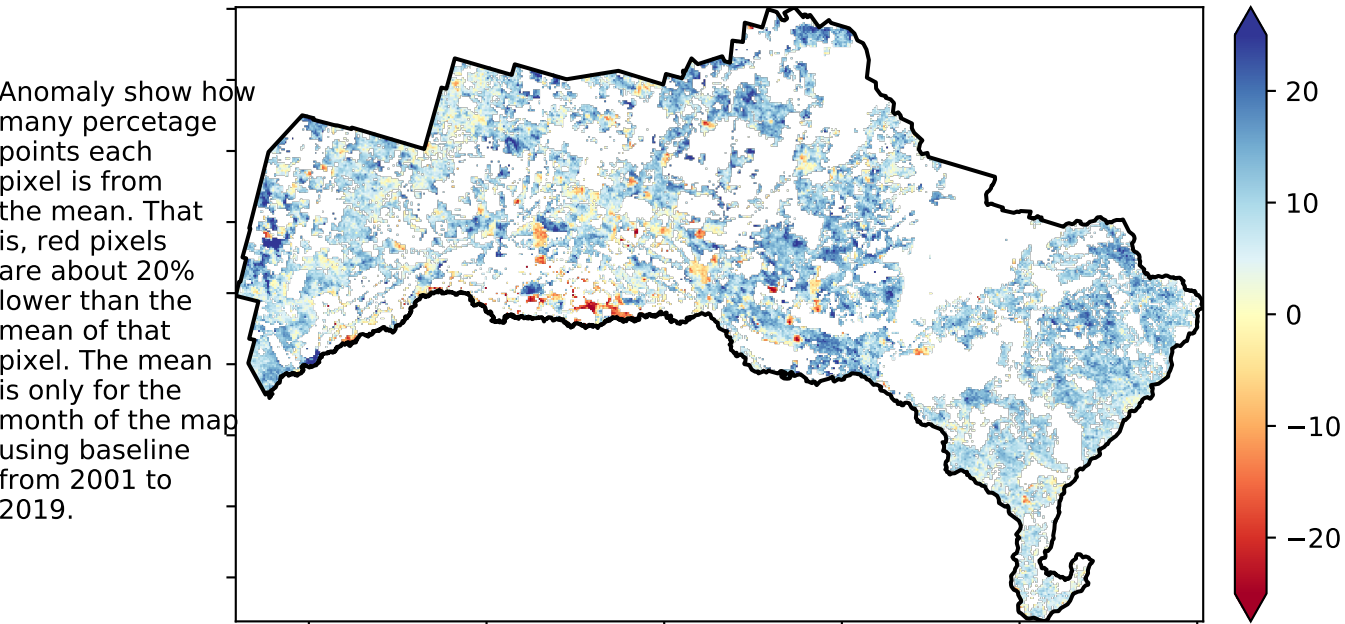 Anomaly show how
many percetage
points each
pixel is from
the mean. That
is, red pixels
are about 20%
lower than the
mean of that
pixel. The mean
is only for the
month of the map
using baseline
from 2001 to
2019.
20
10
0
−10
−20